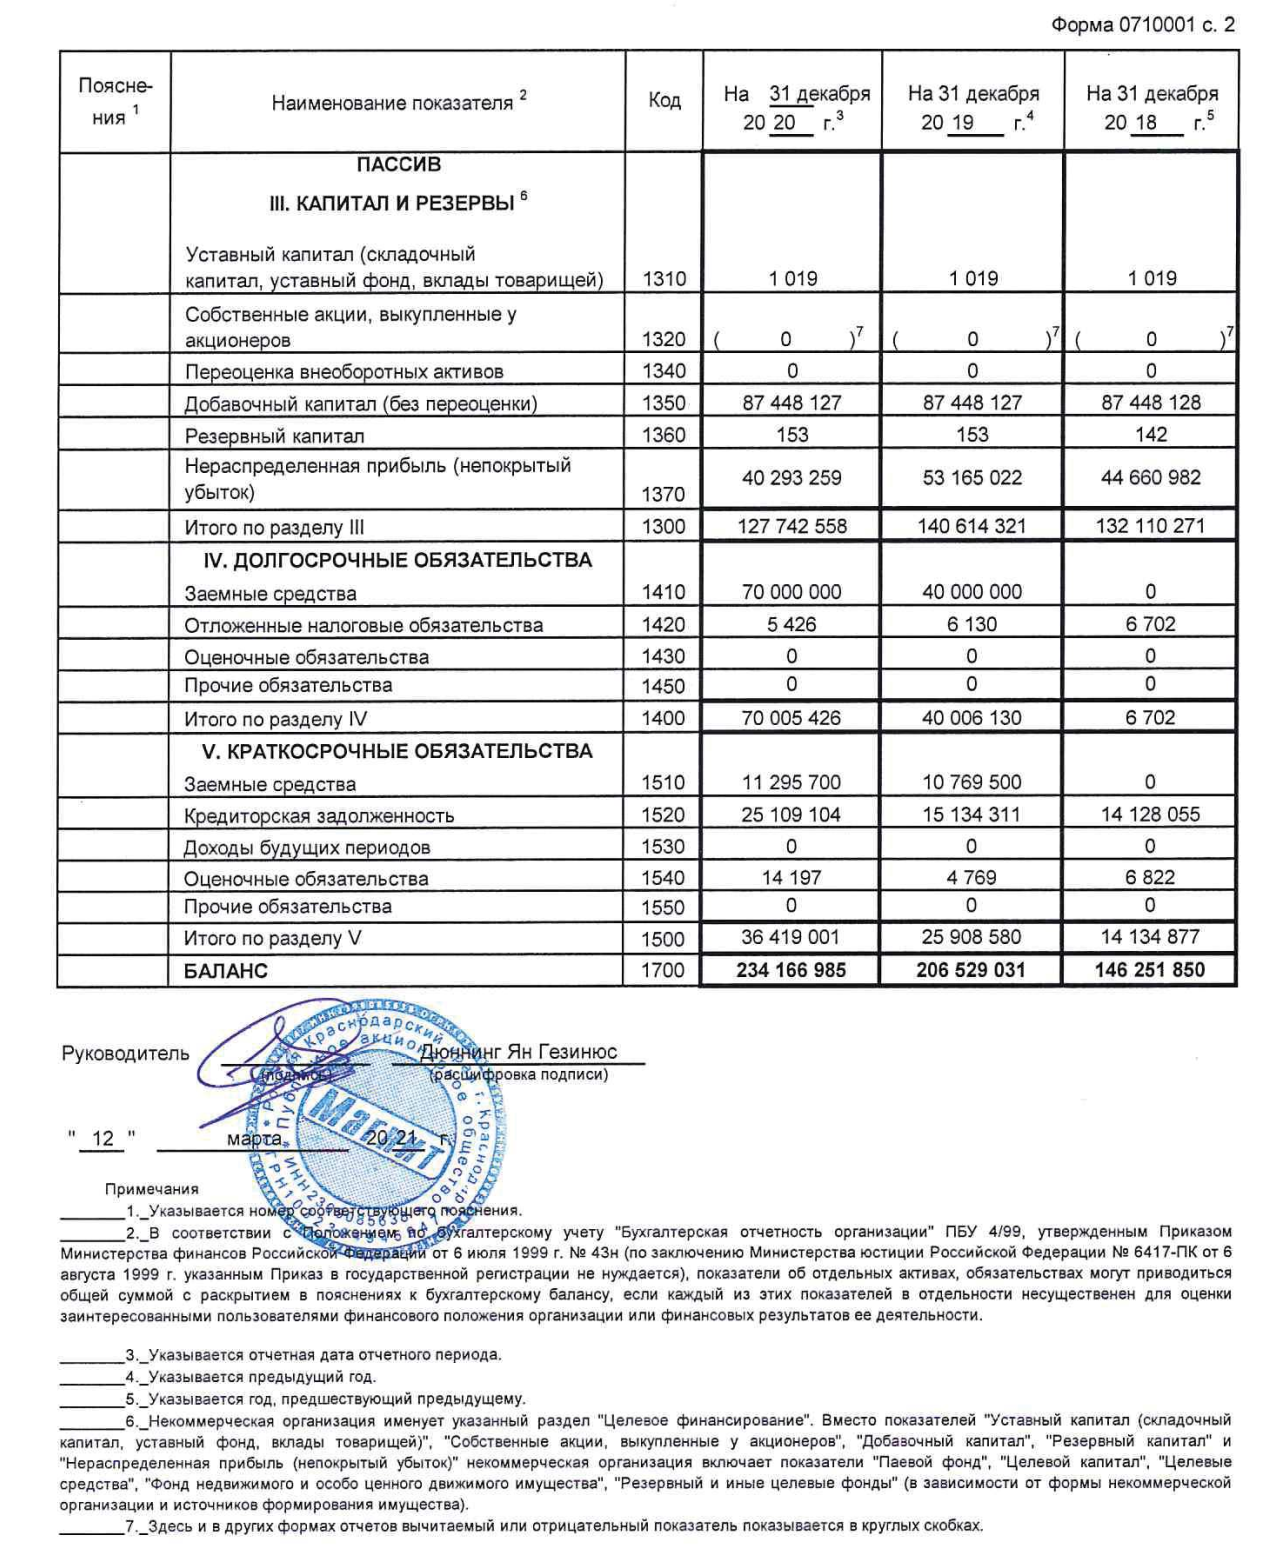 Форма 0710001 с. 2
Поясне-
ния 1
Наименование показателя 2
Код
На 31 декабря
20 20 г.3
На 31 декабря
20 19 г.4
На 31 декабря
20 18 г.5
ПАССИВ
III. КАПИТАЛ И РЕЗЕРВЫ 6
Уставный капитал (складочный
капитал, уставный фонд, вклады товарищей) 1310 1 019 1 019 1 019
Собственные акции, выкупленные у
акционеров 1320 ( 0 )7 ( 0 )7 ( 0 )7
Переоценка внеоборотных активов 1340 0 0 0
Добавочный капитал (без переоценки) 1350 87 448 127 87 448 127 87 448 128
Резервный капитал 1360 153 153 142
Нераспределенная прибыль (непокрытый
убыток) 1370 40 293 259 53 165 022 44 660 982
Итого по разделу III 1300 127 742 558 140 614 321 132 110 271
IV. ДОЛГОСРОЧНЫЕ ОБЯЗАТЕЛЬСТВА
Заемные средства 1410 70 000 000 40 000 000 0
Отложенные налоговые обязательства 1420 5 426 6 130 6 702
Оценочные обязательства 1430 0 0 0
Прочие обязательства 1450 0 0 0
Итого по разделу IV 1400 70 005 426 40 006 130 6 702
V. КРАТКОСРОЧНЫЕ ОБЯЗАТЕЛЬСТВА
Заемные средства 1510 11 295 700 10 769 500 0
Кредиторская задолженность 1520 25 109 104 15 134 311 14 128 055
Доходы будущих периодов 1530 0 0 0
Оценочные обязательства 1540 14 197 4 769 6 822
Прочие обязательства 1550 0 0 0
Итого по разделу V 1500 36 419 001 25 908 580 14 134 877
БАЛАНС 1700 234 166 985 206 529 031 146 251 850
Руководитель Дюннинг Ян Гезинюс
(подпись) (расшифровка подписи)
" 12 " марта 20 21 г.
Краснодарский край г. Краснодар
Публичное акционерное общество
Магнит
Примечания
1. Указывается номер соответствующего пояснения.
2. В соответствии с Положением по бухгалтерскому учету "Бухгалтерская отчетность организации" ПБУ 4/99, утвержденным Приказом
Министерства финансов Российской Федерации от 6 июля 1999 г. № 43н (по заключению Министерства юстиции Российской Федерации № 6417-ПК от 6
августа 1999 г. указанным Приказ в государственной регистрации не нуждается), показатели об отдельных активах, обязательствах могут приводиться
общей суммой с раскрытием в пояснениях к бухгалтерскому балансу, если каждый из этих показателей в отдельности несущественен для оценки
заинтересованными пользователями финансового положения организации или финансовых результатов ее деятельности.
3. Указывается отчетная дата отчетного периода.
4. Указывается предыдущий год.
5. Указывается год, предшествующий предыдущему.
6. Некоммерческая организация именует указанный раздел "Целевое финансирование". Вместо показателей "Уставный капитал (складочный
капитал, уставный фонд, вклады товарищей)", "Собственные акции, выкупленные у акционеров", "Добавочный капитал", "Резервный капитал" и
"Нераспределенная прибыль (непокрытый убыток)" некоммерческая организация включает показатели "Паевой фонд", "Целевой капитал", "Целевые
средства", "Фонд недвижимого и особо ценного движимого имущества", "Резервный и иные целевые фонды" (в зависимости от формы некоммерческой
организации и источников формирования имущества).
7. Здесь и в других формах отчетов вычитаемый или отрицательный показатель показывается в круглых скобках.